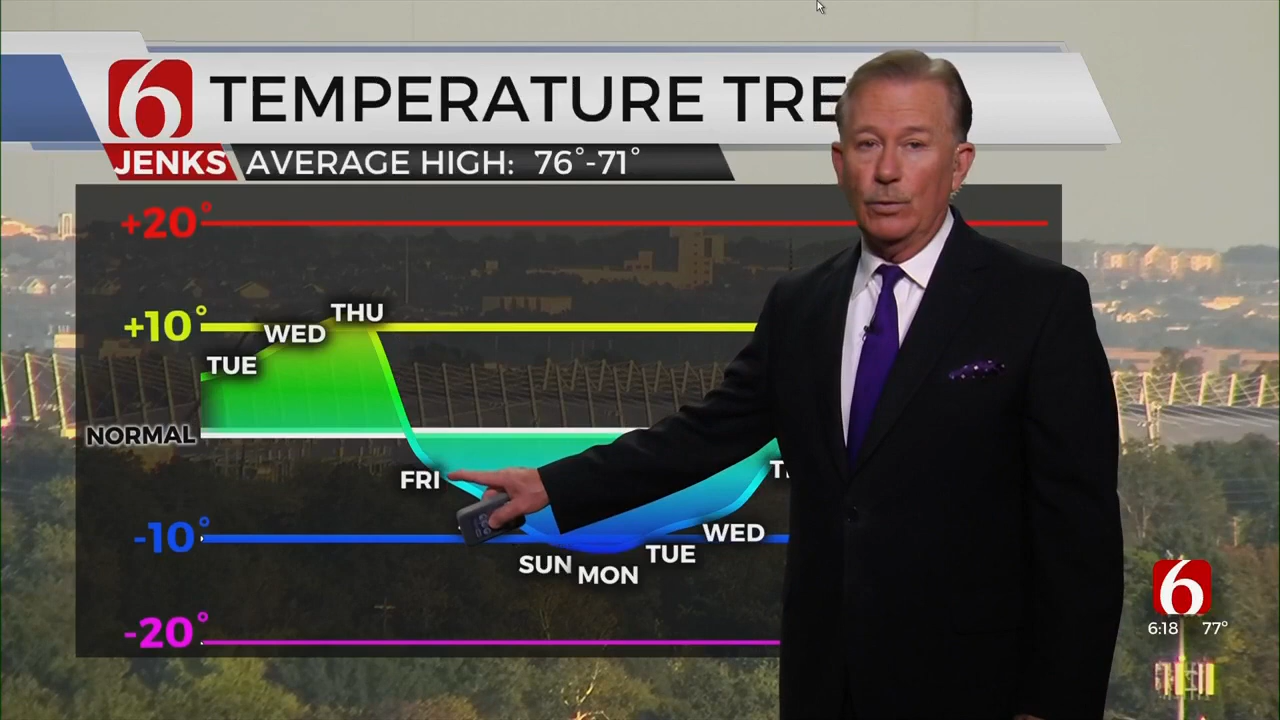 6 TEMPERATURE TRE
JENKS AVERAGE HIGH: 76°-71°
+20°
+10°
THU
WED
TUE
NORMAL
FRI
-10°
WED
TUE
SUN
MON
-20°
6
6:18 77°